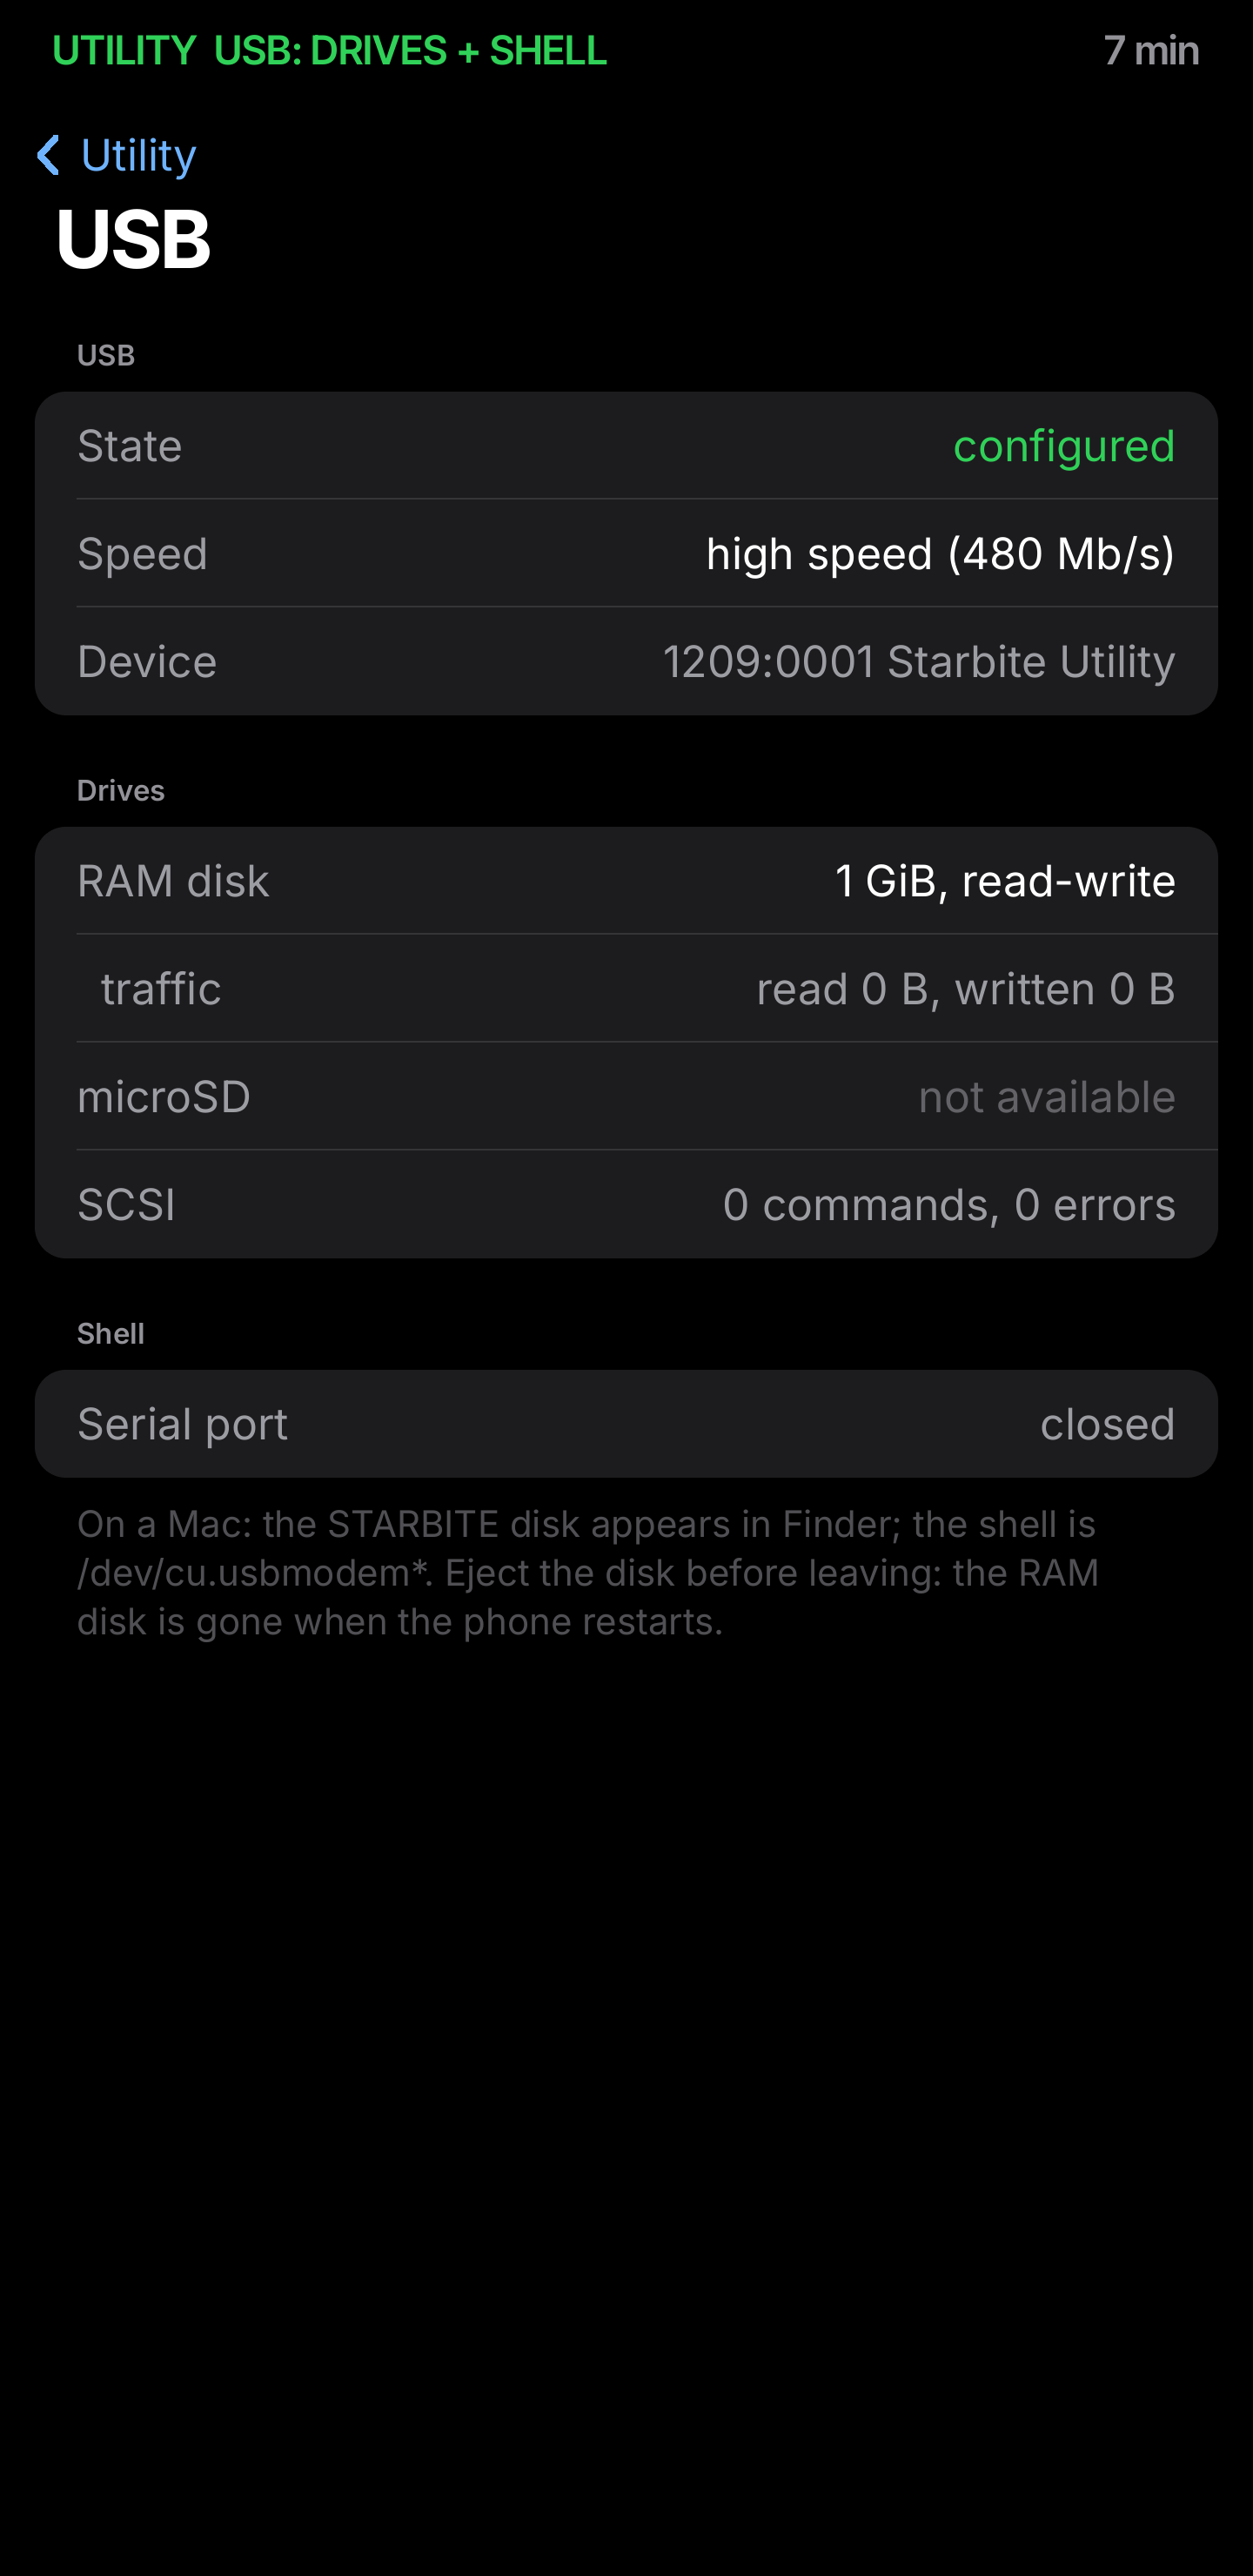 UTILITY USB: DRIVES + SHELL 7 min
Utility
USB
USB
State configured
Speed high speed (480 Mb/s)
Device 1209:0001 Starbite Utility
Drives
RAM disk 1 GiB, read-write
traffic read 0 B, written 0 B
microSD not available
SCSI 0 commands, 0 errors
Shell
Serial port closed
On a Mac: the STARBITE disk appears in Finder; the shell is
/dev/cu.usbmodem*. Eject the disk before leaving: the RAM
disk is gone when the phone restarts.